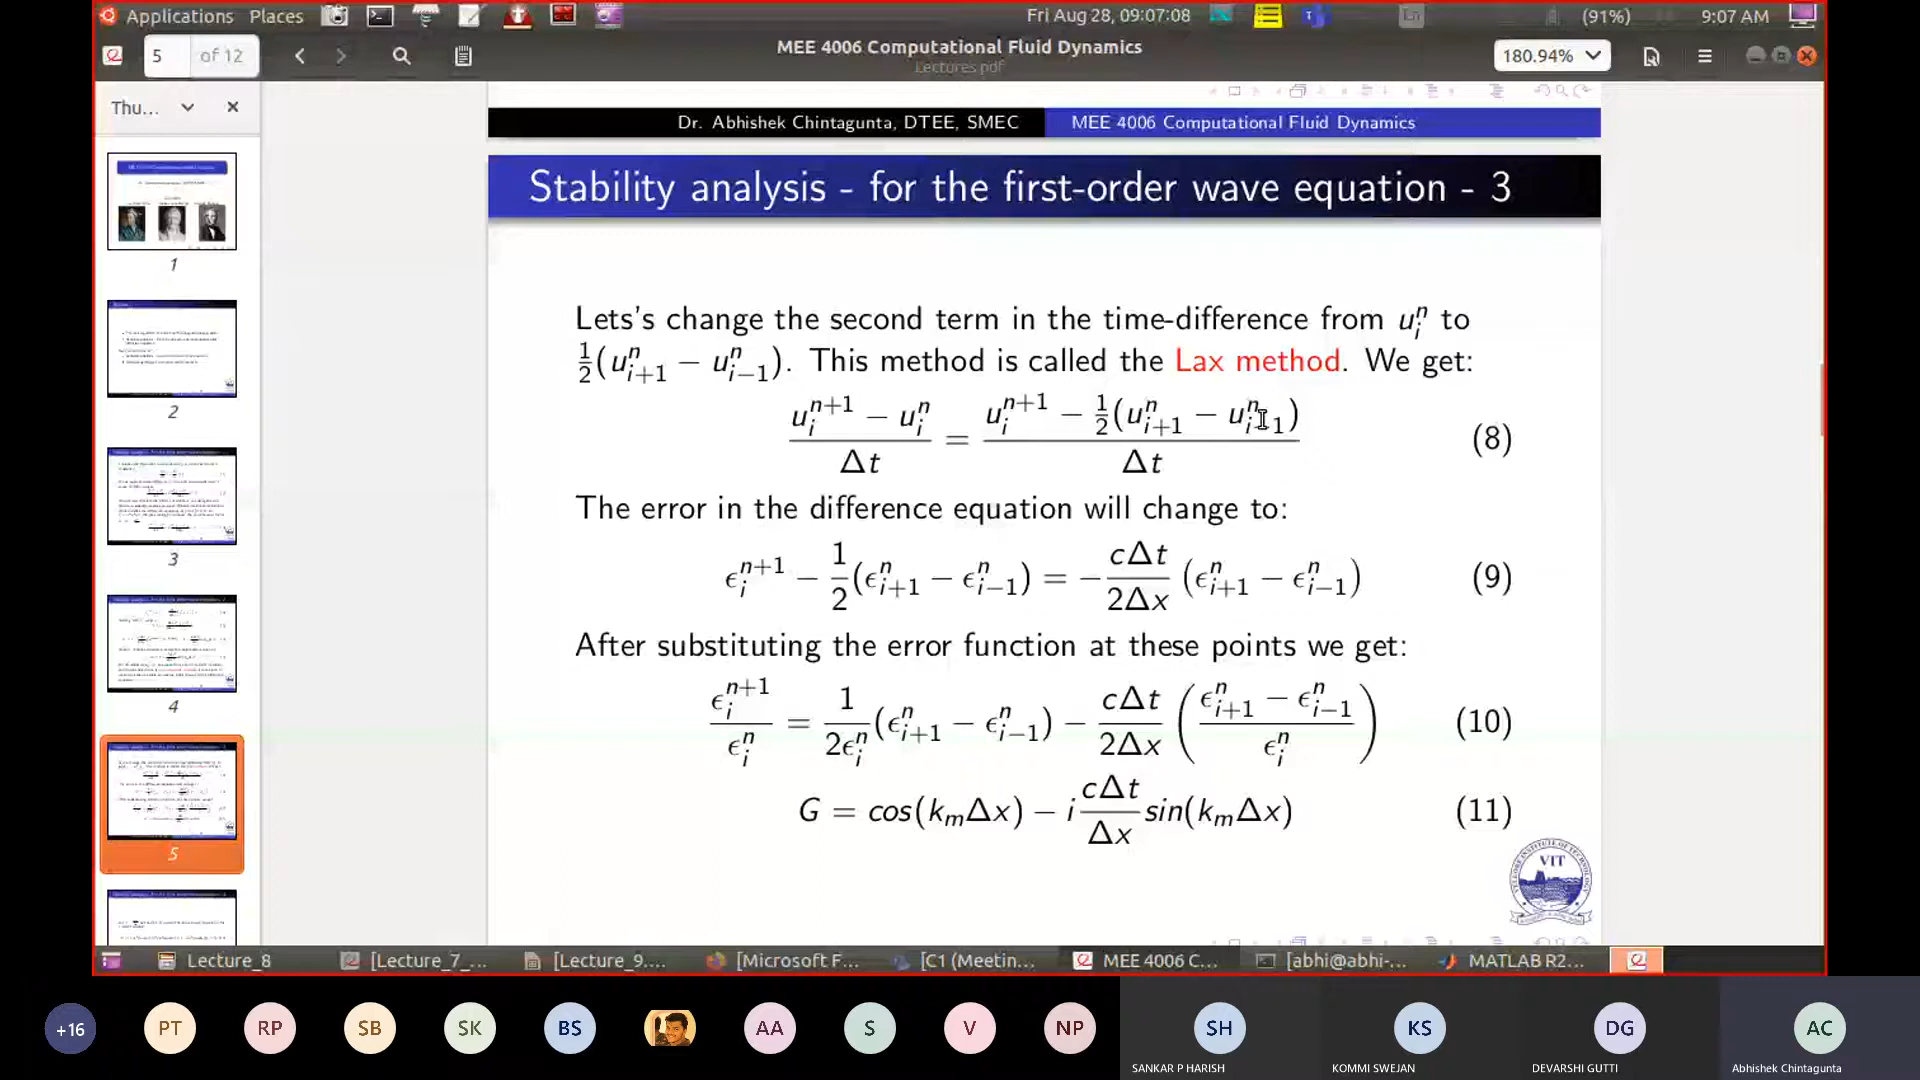 Applications Places Fri Aug 28, 09:07:08 (91%) 9:07 AM
5 of 12 MEE 4006 Computational Fluid Dynamics 180.94%
Lectures.pdf
Thu...
Dr. Abhishek Chintagunta, DTEE, SMEC MEE 4006 Computational Fluid Dynamics
Stability analysis - for the first-order wave equation - 3
Lets's change the second term in the time-difference from u_i^n to
½(u_{i+1}^n − u_{i−1}^n). This method is called the Lax method. We get:
(u_i^{n+1} − u_i^n)/Δt = (u_i^{n+1} − ½(u_{i+1}^n − u_{i−1}^n))/Δt (8)
The error in the difference equation will change to:
ϵ_i^{n+1} − 1/2(ϵ_{i+1}^n − ϵ_{i−1}^n) = −cΔt/2Δx (ϵ_{i+1}^n − ϵ_{i−1}^n) (9)
After substituting the error function at these points we get:
ϵ_i^{n+1}/ϵ_i^n = 1/2ϵ_i^n (ϵ_{i+1}^n − ϵ_{i−1}^n) − cΔt/2Δx ((ϵ_{i+1}^n − ϵ_{i−1}^n)/ϵ_i^n) (10)
G = cos(k_mΔx) − i cΔt/Δx sin(k_mΔx) (11)
VIT
1
2
3
4
5
Lecture_8 [Lecture_7_... [Lecture_9.... [Microsoft F... [C1 (Meetin... MEE 4006 C... [abhi@abhi-... MATLAB R2...
+16 PT RP SB SK BS AA S V NP SH KS DG AC
SANKAR P HARISH KOMMI SWEJAN DEVARSHI GUTTI Abhishek Chintagunta